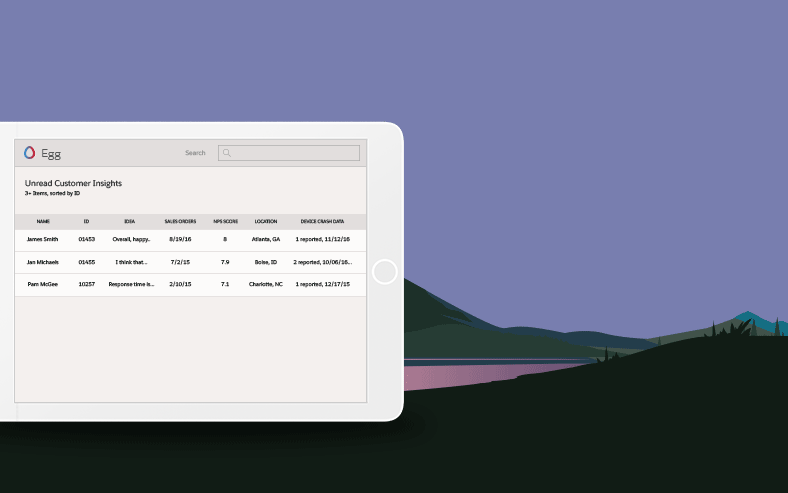 Egg Search
Unread Customer Insights
3+ Items, sorted by ID
NAME ID IDEA SALES ORDERS NPS SCORE LOCATION DEVICE CRASH DATA
James Smith 01453 Overall, happy.. 8/19/16 8 Atlanta, GA 1 reported, 11/12/16
Jan Michaels 01455 I think that... 7/2/15 7.9 Boise, ID 2 reported, 10/06/16...
Pam McGee 10257 Response time is... 2/10/15 7.1 Charlotte, NC 1 reported, 12/17/15